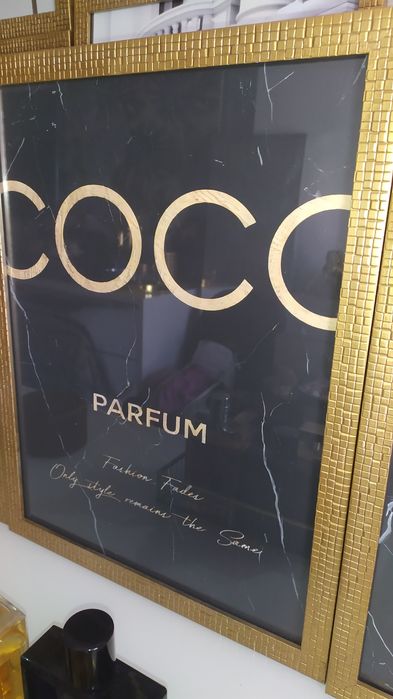 COCO
PARFUM
Fashion Fades
Only style remains the Same